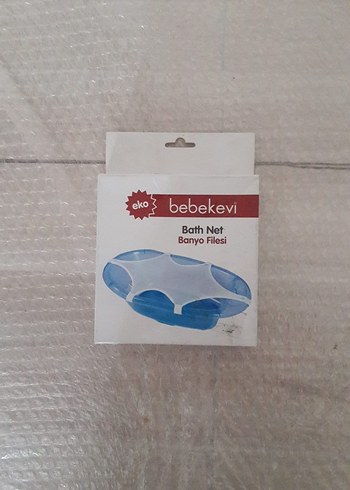 eko
bebekevi
Bath Net
Banyo Filesi